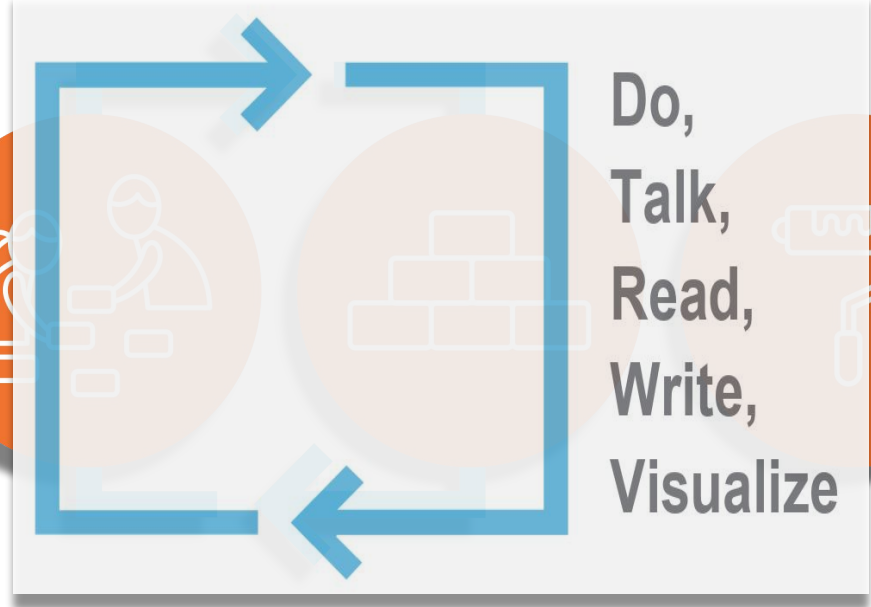 Do,
Talk,
Read,
Write,
Visualize